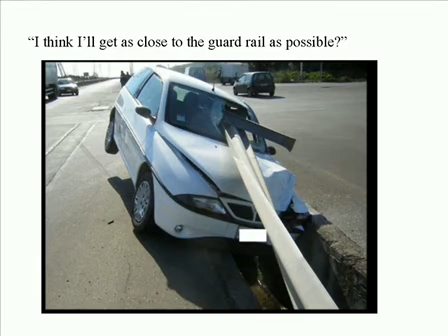 “I think I’ll get as close to the guard rail as possible?”